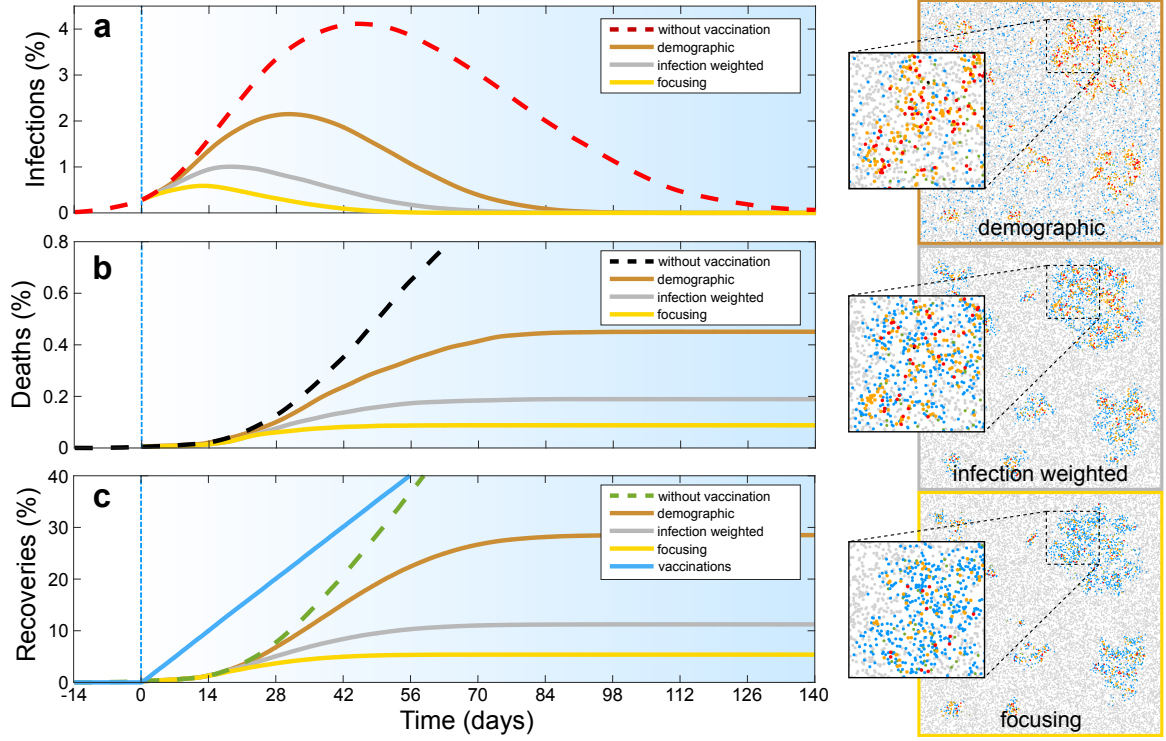 a
Infections (%)
4
3
2
1
0
without vaccination
demographic
infection weighted
focusing
b
Deaths (%)
0.8
0.6
0.4
0.2
0
without vaccination
demographic
infection weighted
focusing
c
Recoveries (%)
40
30
20
10
0
without vaccination
demographic
infection weighted
focusing
vaccinations
-14 0 14 28 42 56 70 84 98 112 126 140
Time (days)
demographic
infection weighted
focusing